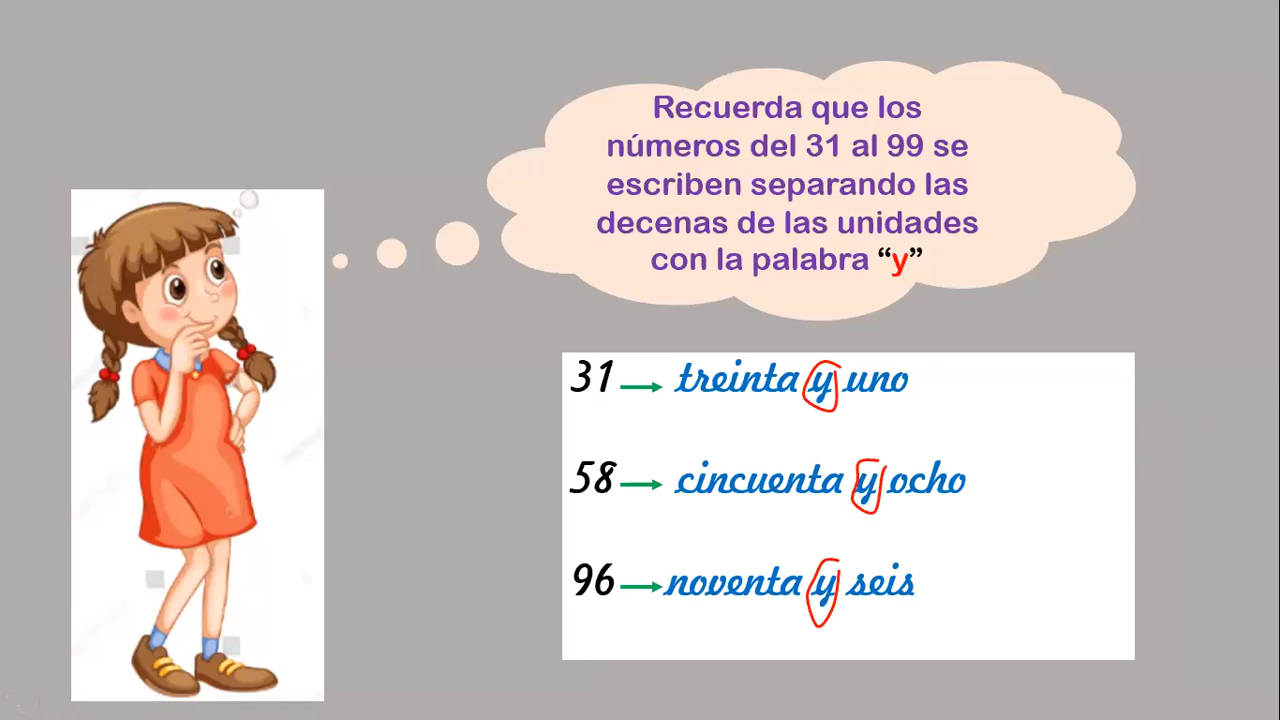 Recuerda que los
números del 31 al 99 se
escriben separando las
decenas de las unidades
con la palabra “y”
31 → treinta y uno
58 → cincuenta y ocho
96 → noventa y seis